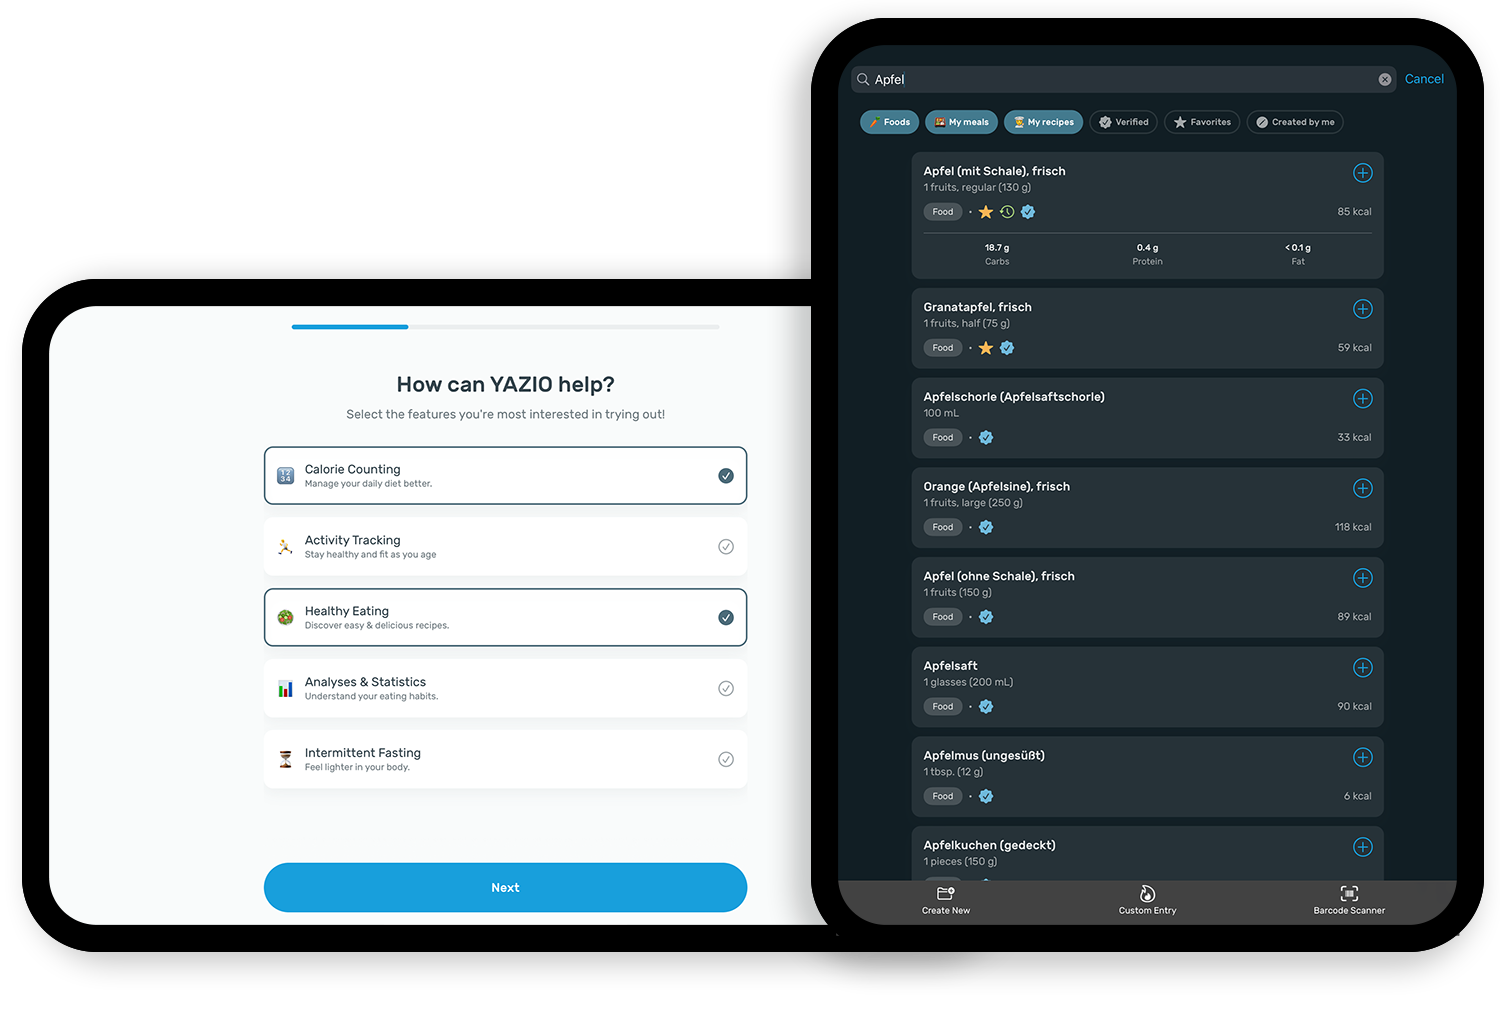 How can YAZIO help?
Select the features you're most interested in trying out!
Calorie Counting
Manage your daily diet better.
Activity Tracking
Stay healthy and fit as you age
Healthy Eating
Discover easy & delicious recipes.
Analyses & Statistics
Understand your eating habits.
Intermittent Fasting
Feel lighter in your body.
Next
Apfel Cancel
Foods My meals My recipes Verified Favorites Created by me
Apfel (mit Schale), frisch
1 fruits, regular (130 g)
Food • 85 kcal
18.7 g 0.4 g < 0.1 g
Carbs Protein Fat
Granatapfel, frisch
1 fruits, half (75 g)
Food • 59 kcal
Apfelschorle (Apfelsaftschorle)
100 mL
Food • 33 kcal
Orange (Apfelsine), frisch
1 fruits, large (250 g)
Food • 118 kcal
Apfel (ohne Schale), frisch
1 fruits (150 g)
Food • 89 kcal
Apfelsaft
1 glasses (200 mL)
Food • 90 kcal
Apfelmus (ungesüßt)
1 tbsp. (12 g)
Food • 6 kcal
Apfelkuchen (gedeckt)
1 pieces (150 g)
Create New Custom Entry Barcode Scanner